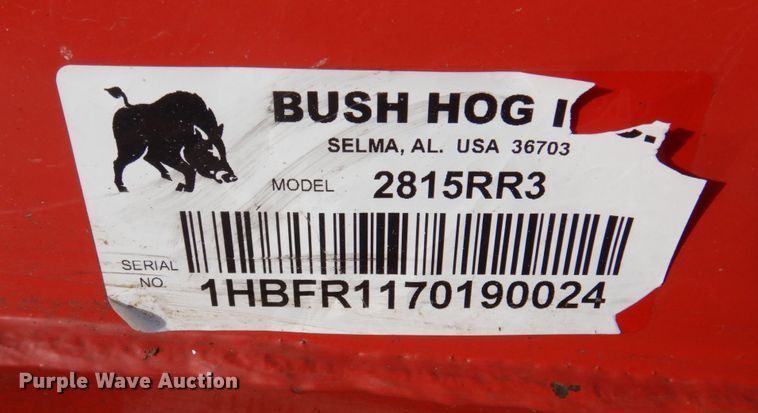 BUSH HOG I
SELMA, AL. USA 36703
MODEL 2815RR3
SERIAL NO. 1HBFR1170190024
Purple Wave Auction